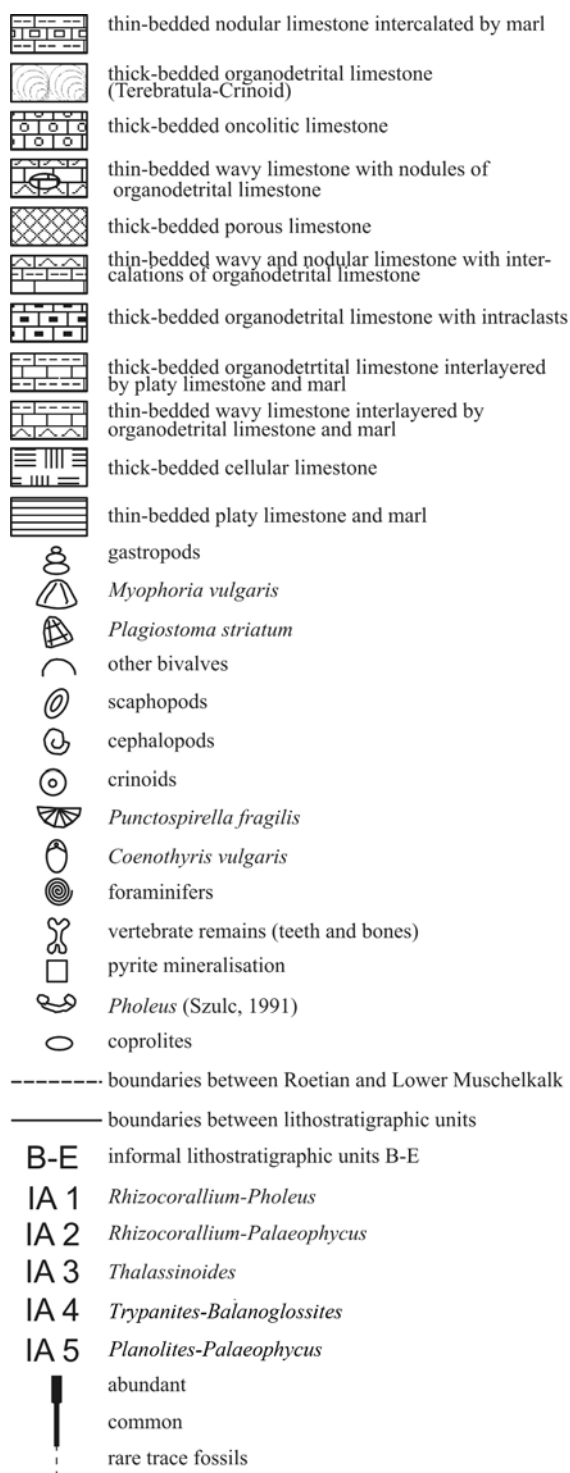 thin-bedded nodular limestone intercalated by marl
thick-bedded organodetrital limestone
(Terebratula-Crinoid)
thick-bedded oncolitic limestone
thin-bedded wavy limestone with nodules of
organodetrital limestone
thick-bedded porous limestone
thin-bedded wavy and nodular limestone with inter-
calations of organodetrital limestone
thick-bedded organodetrital limestone with intraclasts
thick-bedded organodetrtital limestone interlayered
by platy limestone and marl
thin-bedded wavy limestone interlayered by
organodetrital limestone and marl
thick-bedded cellular limestone
thin-bedded platy limestone and marl
gastropods
Myophoria vulgaris
Plagiostoma striatum
other bivalves
scaphopods
cephalopods
crinoids
Punctospirella fragilis
Coenothyris vulgaris
foraminifers
vertebrate remains (teeth and bones)
pyrite mineralisation
Pholeus (Szulc, 1991)
coprolites
boundaries between Roetian and Lower Muschelkalk
boundaries between lithostratigraphic units
B-E informal lithostratigraphic units B-E
IA 1 Rhizocorallium-Pholeus
IA 2 Rhizocorallium-Palaeophycus
IA 3 Thalassinoides
IA 4 Trypanites-Balanoglossites
IA 5 Planolites-Palaeophycus
abundant
common
rare trace fossils